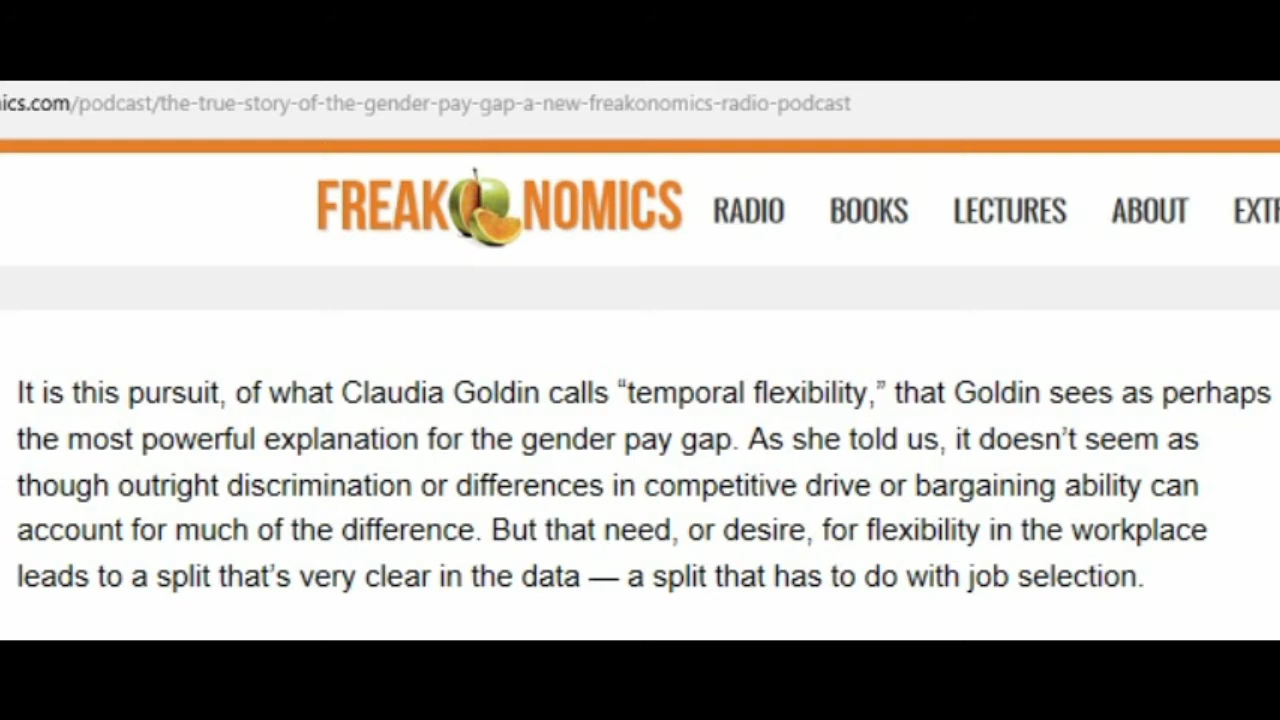 ics.com/podcast/the-true-story-of-the-gender-pay-gap-a-new-freakonomics-radio-podcast
FREAKONOMICS RADIO BOOKS LECTURES ABOUT
It is this pursuit, of what Claudia Goldin calls “temporal flexibility,” that Goldin sees as perhaps
the most powerful explanation for the gender pay gap. As she told us, it doesn’t seem as
though outright discrimination or differences in competitive drive or bargaining ability can
account for much of the difference. But that need, or desire, for flexibility in the workplace
leads to a split that’s very clear in the data — a split that has to do with job selection.